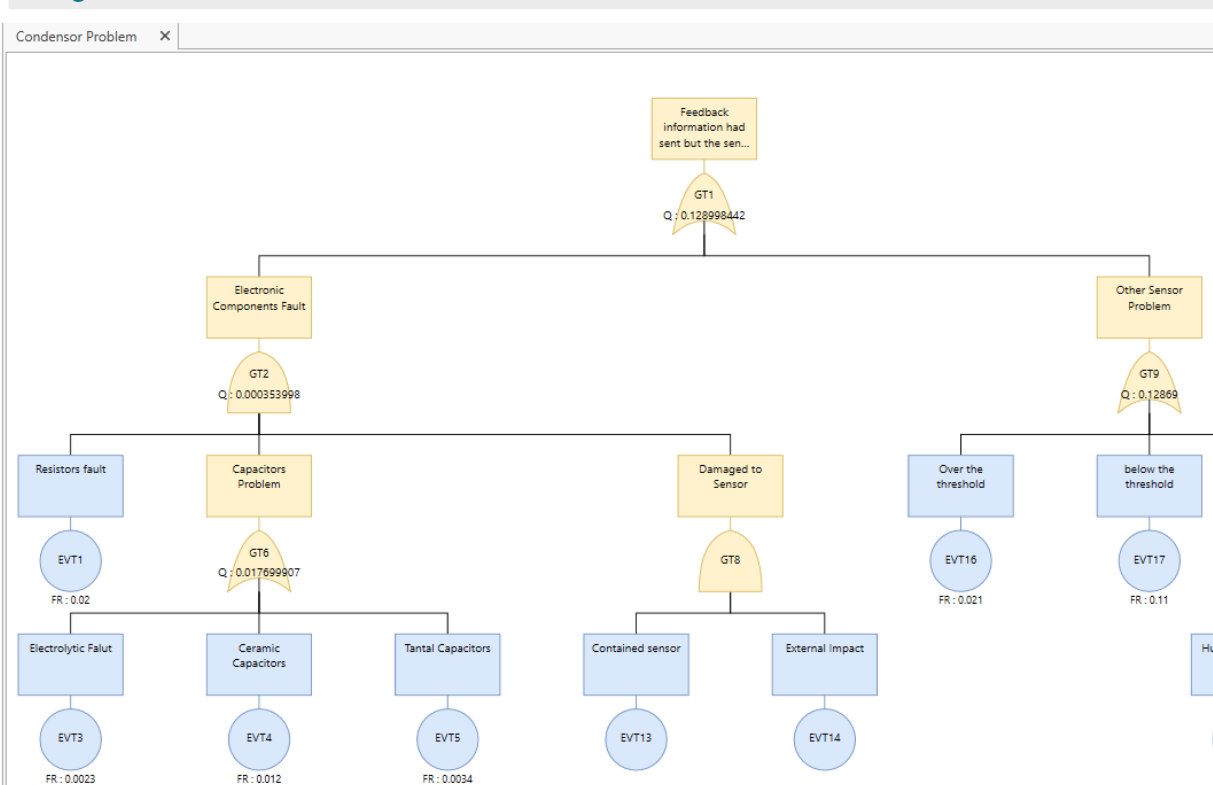 Condensor Problem
Feedback
information had
sent but the sen...
GT1
Q : 0.128998442
Electronic
Components Fault
Other Sensor
Problem
GT2
Q : 0.000353998
GT9
Q : 0.12869
Resistors fault
Capacitors
Problem
Damaged to
Sensor
Over the
threshold
below the
threshold
EVT1
FR : 0.02
GT6
Q : 0.017699907
GT8
EVT16
FR : 0.021
EVT17
FR : 0.11
Electrolytic Falut
Ceramic
Capacitors
Tantal Capacitors
Contained sensor
External Impact
Hu
EVT3
FR : 0.0023
EVT4
FR : 0.012
EVT5
FR : 0.0034
EVT13
EVT14